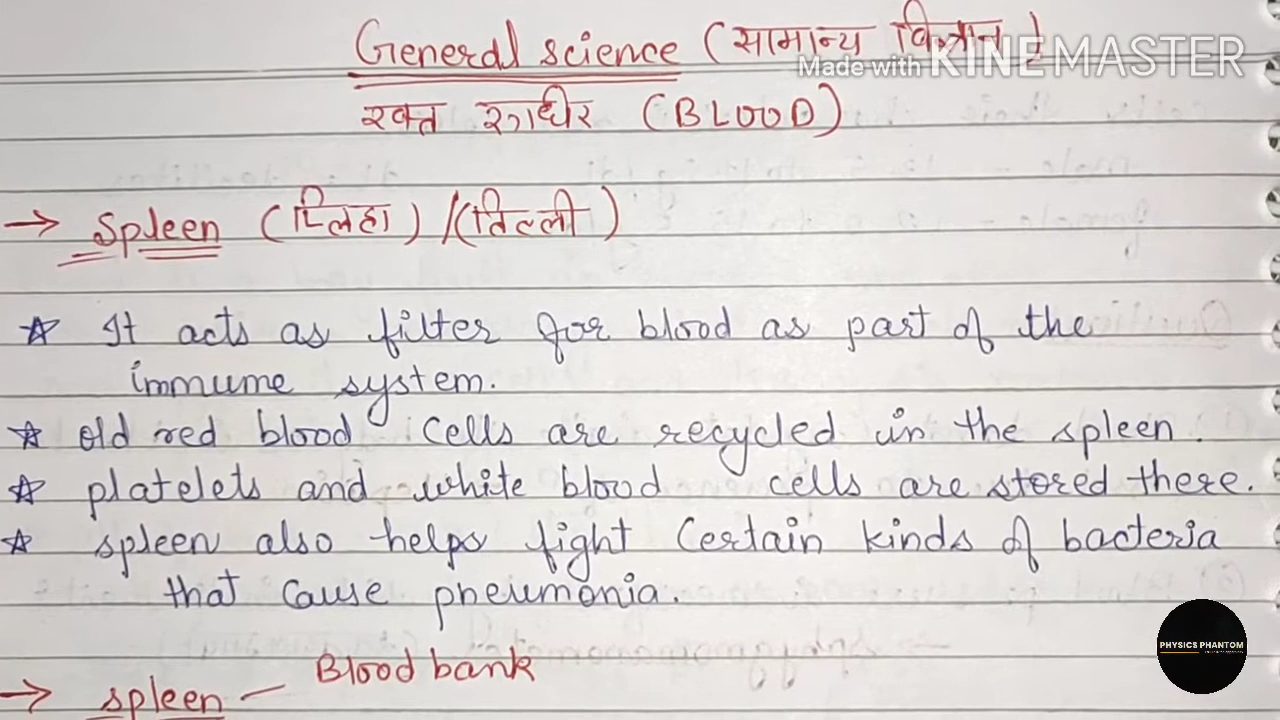 General science (सामान्य विज्ञान)
Made with KINEMASTER
रक्त रूधीर (BLOOD)
→ Spleen (प्लिहा) / (तिल्ली)
☆ It acts as filter for blood as part of the
immume system.
☆ old red blood cells are recycled in the spleen.
☆ platelets and white blood cells are stored there.
☆ spleen also helps fight certain kinds of bacteria
that cause pneumonia.
PHYSICS PHANTOM
Blood bank
→ spleen —